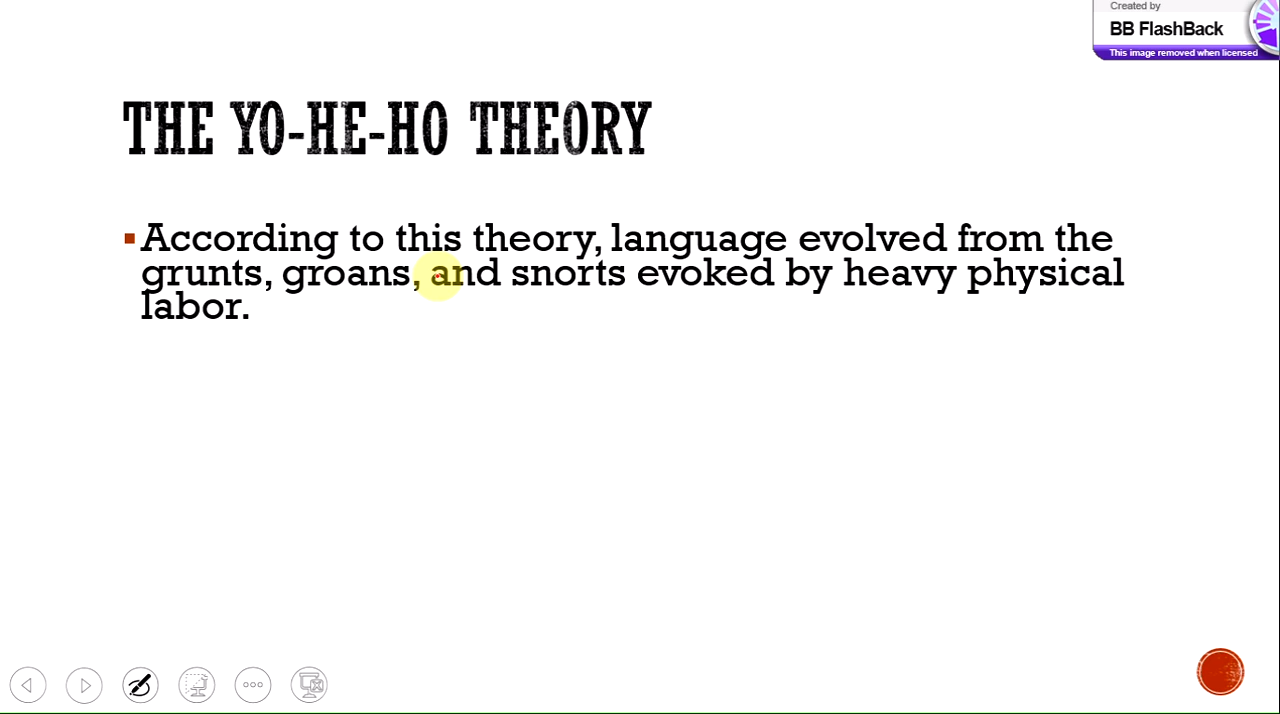 Created by
BB FlashBack
This image removed when licensed
THE YO-HE-HO THEORY
According to this theory, language evolved from the
grunts, groans, and snorts evoked by heavy physical
labor.